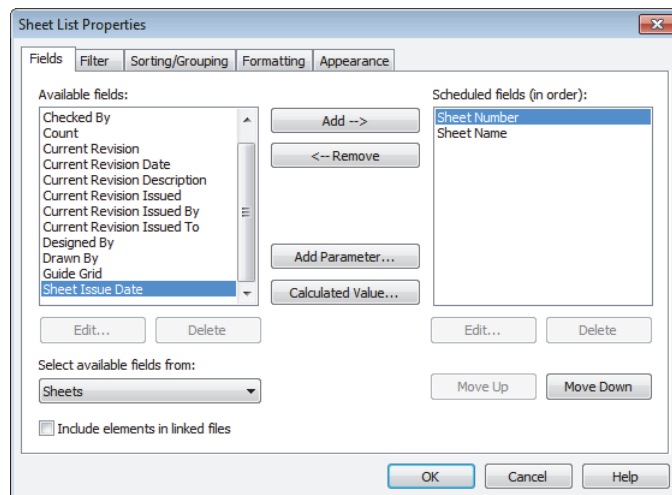 Sheet List Properties
Fields
Filter
Sorting/Grouping
Formatting
Appearance
Available fields:
Checked By
Count
Current Revision
Current Revision Date
Current Revision Description
Current Revision Issued
Current Revision Issued By
Current Revision Issued To
Designed By
Drawn By
Guide Grid
Sheet Issue Date
Edit...
Delete
Select available fields from:
Sheets
Include elements in linked files
Add -->
<-- Remove
Add Parameter...
Calculated Value...
Scheduled fields (in order):
Sheet Number
Sheet Name
Edit...
Delete
Move Up
Move Down
OK
Cancel
Help